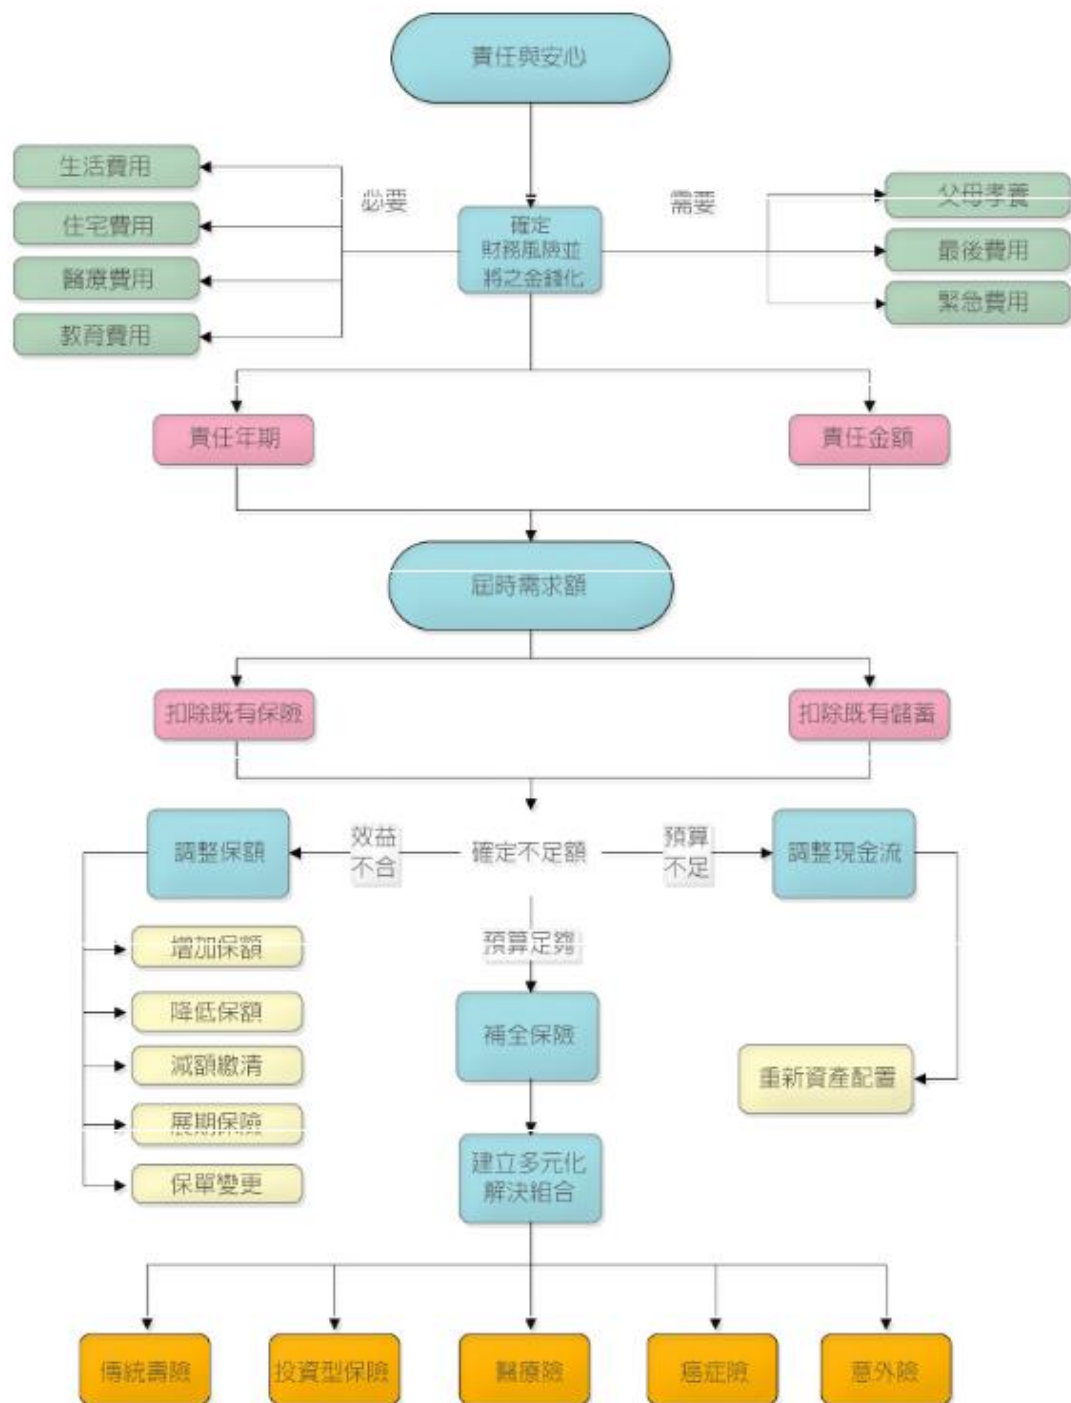 責任與安心
生活費用
住宅費用
醫療費用
教育費用
必要
確定
財務風險並
將之金錢化
需要
父母孝養
最後費用
緊急費用
責任年期
責任金額
屆時需求額
扣除既有保險
扣除既有儲蓄
調整保額
效益
不合
確定不足額
預算
不足
調整現金流
增加保額
降低保額
減額繳清
展期保險
保單變更
預算足夠
補全保險
重新資產配置
建立多元化
解決組合
傳統壽險
投資型保險
醫療險
癌症險
意外險